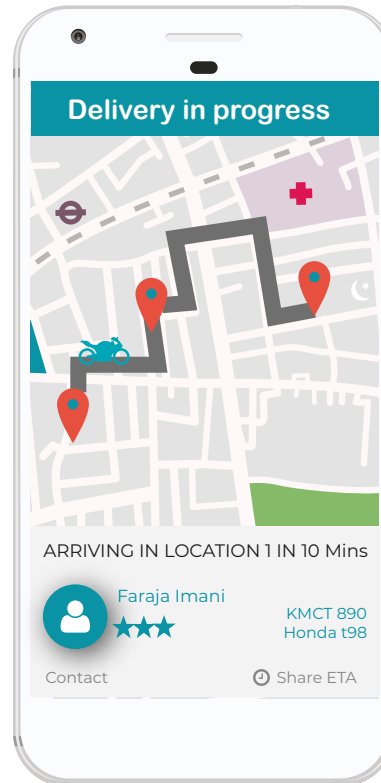 Delivery in progress
ARRIVING IN LOCATION 1 IN 10 Mins
Faraja Imani
KMCT 890
Honda t98
Contact
Share ETA